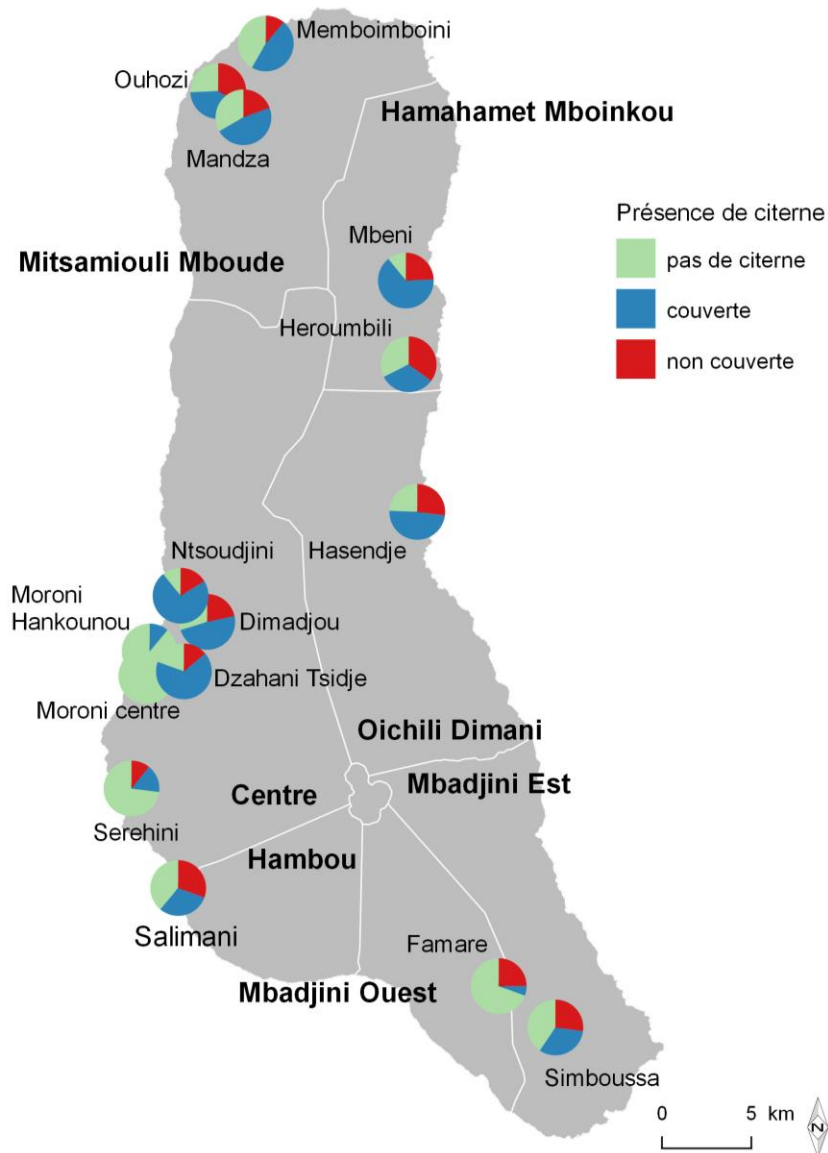 Memboimboini
Ouhozi
Hamahamet Mboinkou
Mandza
Présence de citerne
Mbeni
Mitsamiouli Mboude
pas de citerne
couverte
Heroumbili
non couverte
Ntsoudjini
Hasendje
Moroni
Hankounou
Dimadjou
Dzahani Tsidje
Moroni centre
Oichili Dimani
Mbadjini Est
Centre
Serehini
Hambou
Salimani
Famare
Mbadjini Ouest
Simboussa
0 5 km
N